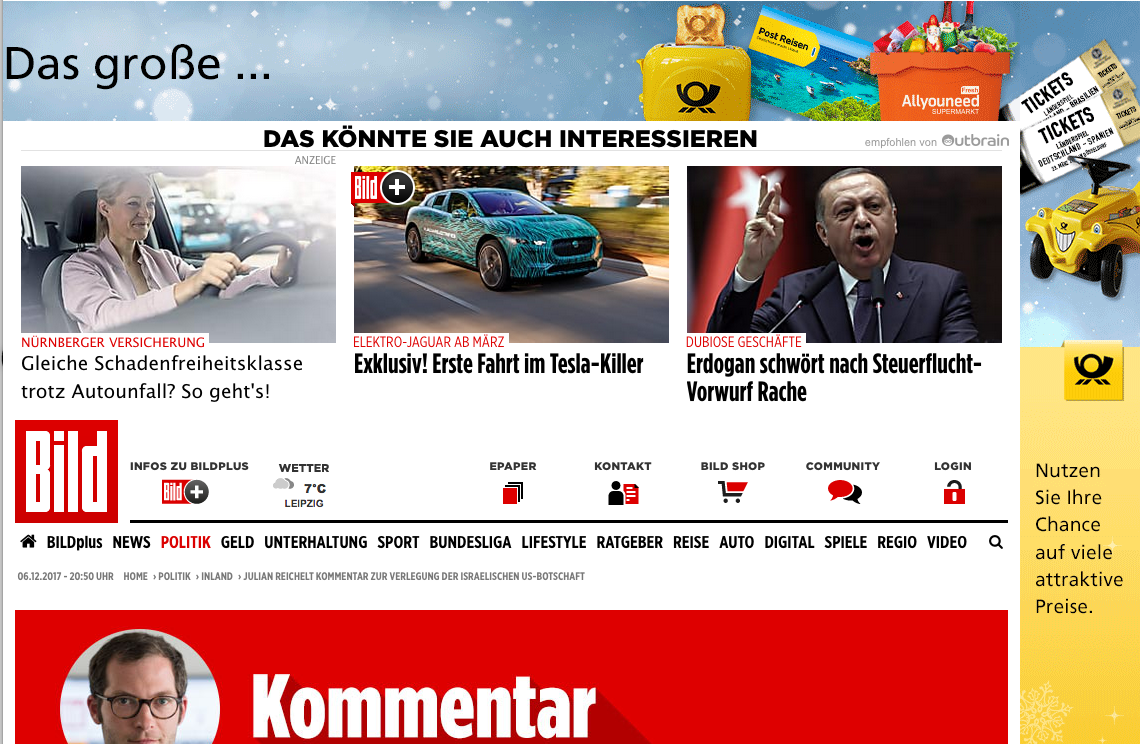 Das große ...
Post Reisen
Fresh
Allyouneed
SUPERMARKT
TICKETS
LÄNDERSPIEL
TICKETS
TICKETS
LÄNDERSPIEL
DEUTSCHLAND – SPANIEN
DAS KÖNNTE SIE AUCH INTERESSIEREN
empfohlen von Outbrain
ANZEIGE
Bild +
NÜRNBERGER VERSICHERUNG
Gleiche Schadenfreiheitsklasse
trotz Autounfall? So geht's!
ELEKTRO-JAGUAR AB MÄRZ
Exklusiv! Erste Fahrt im Tesla-Killer
DUBIOSE GESCHÄFTE
Erdogan schwört nach Steuerflucht-
Vorwurf Rache
Bild
INFOS ZU BILDPLUS
Bild +
WETTER
7°C
LEIPZIG
EPAPER
KONTAKT
BILD SHOP
COMMUNITY
LOGIN
BILDplus NEWS POLITIK GELD UNTERHALTUNG SPORT BUNDESLIGA LIFESTYLE RATGEBER REISE AUTO DIGITAL SPIELE REGIO VIDEO
06.12.2017 - 20:50 UHR HOME › POLITIK › INLAND › JULIAN REICHELT KOMMENTAR ZUR VERLEGUNG DER ISRAELISCHEN US-BOTSCHAFT
Kommentar
Nutzen
Sie Ihre
Chance
auf viele
attraktive
Preise.